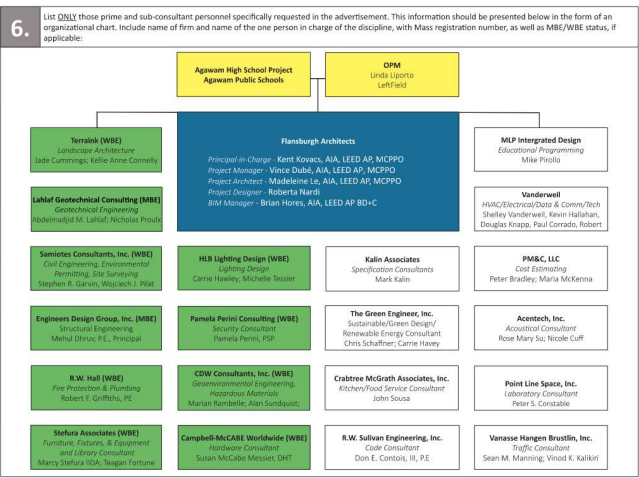 6.
List ONLY those prime and sub-consultant personnel specifically requested in the advertisement. This information should be presented below in the form of an
organizational chart. Include name of firm and name of the one person in charge of the discipline, with Mass registration number, as well as MBE/WBE status, if
applicable:
Agawam High School Project
Agawam Public Schools
OPM
Linda Liporto
LeftField
Terraink (WBE)
Landscape Architecture
Jade Cummings; Kellie Anne Connelly
Flansburgh Architects
Principal-in-Charge - Kent Kovacs, AIA, LEED AP, MCPPO
Project Manager - Vince Dubé, AIA, LEED AP, MCPPO
Project Architect - Madeleine Le, AIA, LEED AP, MCPPO
Project Designer - Roberta Nardi
BIM Manager - Brian Hores, AIA, LEED AP BD+C
MLP Intergrated Design
Educational Programming
Mike Pirollo
Lahlaf Geotechnical Consulting (MBE)
Geotechnical Engineering
Abdelmadjid M. Lahlaf; Nicholas Proulx
Vanderweil
HVAC/Electrical/Data & Comm/Tech
Shelley Vanderweil, Kevin Hallahan,
Douglas Knapp, Paul Corrado, Robert
Samiotes Consultants, Inc. (WBE)
Civil Engineering, Environmental
Permitting, Site Surveying
Stephen R. Garvin, Wojciech J. Pilat
HLB Lighting Design (WBE)
Lighting Design
Carrie Hawley; Michelle Tessier
Kalin Associates
Specification Consultants
Mark Kalin
PM&C, LLC
Cost Estimating
Peter Bradley; Maria McKenna
Engineers Design Group, Inc. (MBE)
Structural Engineering
Mehul Dhruv, P.E., Principal
Pamela Perini Consulting (WBE)
Security Consultant
Pamela Perini, PSP
The Green Engineer, Inc.
Sustainable/Green Design/
Renewable Energy Consultant
Chris Schaffner; Carrie Havey
Acentech, Inc.
Acoustical Consultant
Rose Mary Su; Nicole Cuff
R.W. Hall (WBE)
Fire Protection & Plumbing
Robert F. Griffiths, PE
CDW Consultants, Inc. (WBE)
Geoenvironmental Engineering,
Hazardous Materials
Marian Rambelle; Alan Sundquist;
Crabtree McGrath Associates, Inc.
Kitchen/Food Service Consultant
John Sousa
Point Line Space, Inc.
Laboratory Consultant
Peter S. Constable
Stefura Associates (WBE)
Furniture, Fixtures, & Equipment
and Library Consultant
Marcy Stefura IIDA; Teagan Fortune
Campbell-McCABE Worldwide (WBE)
Hardware Consultant
Susan McCabe Messier, DHT
R.W. Sulivan Engineering, Inc.
Code Consultant
Don E. Contois, III, P.E
Vanasse Hangen Brustlin, Inc.
Traffic Consultant
Sean M. Manning; Vinod K. Kalikiri